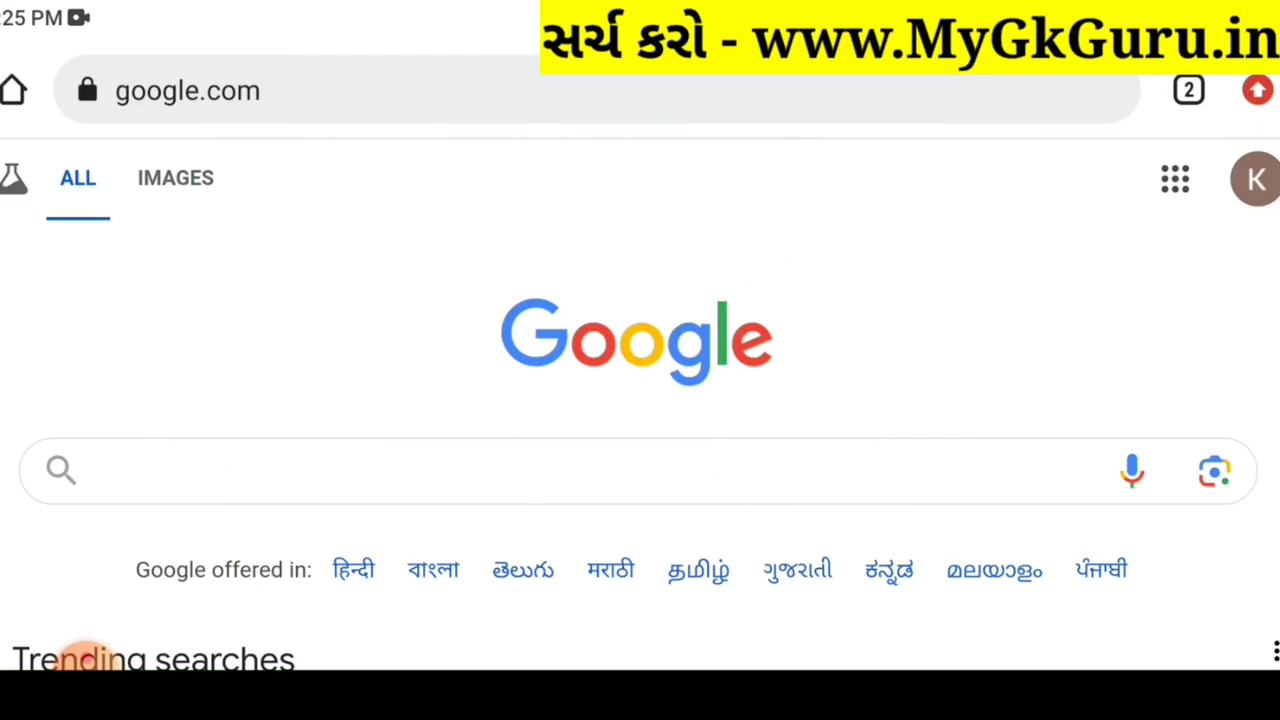 :25 PM
સર્ચ કરો - www.MyGkGuru.in
google.com
2
ALL IMAGES
K
Google
Google offered in: हिन्दी বাংলা తెలుగు मराठी தமிழ் ગુજરાતી ಕನ್ನಡ മലയാളം ਪੰਜਾਬੀ
Trending searches